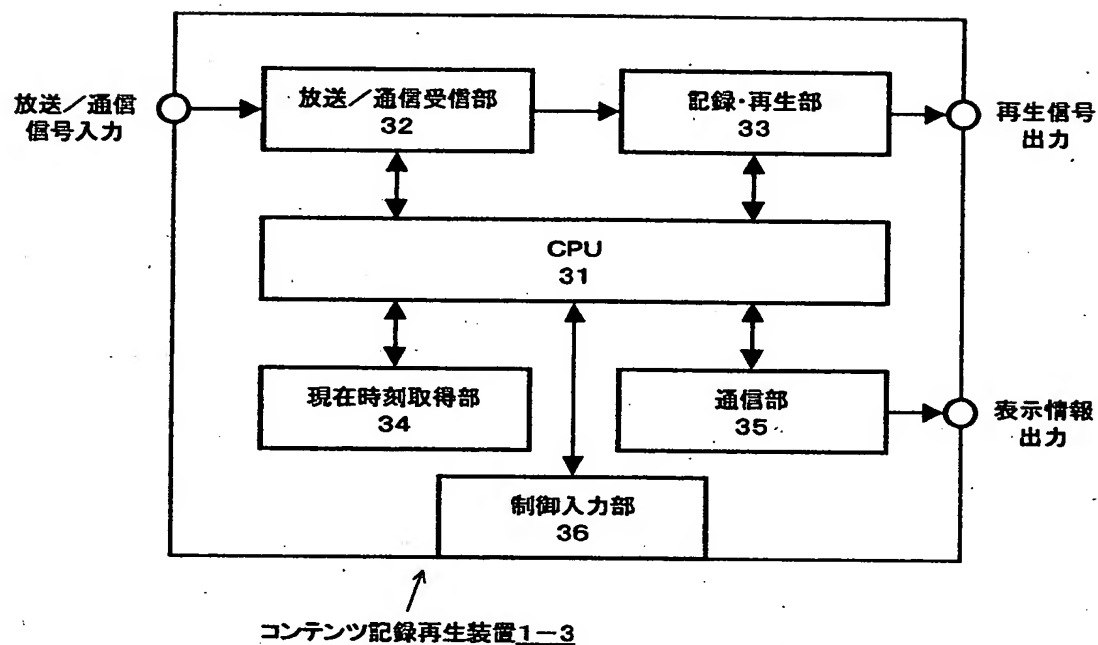 放送／通信
信号入力
放送／通信受信部
32
記録・再生部
33
再生信号
出力
CPU
31
現在時刻取得部
34
通信部
35
表示情報
出力
制御入力部
36
コンテンツ記録再生装置1－3